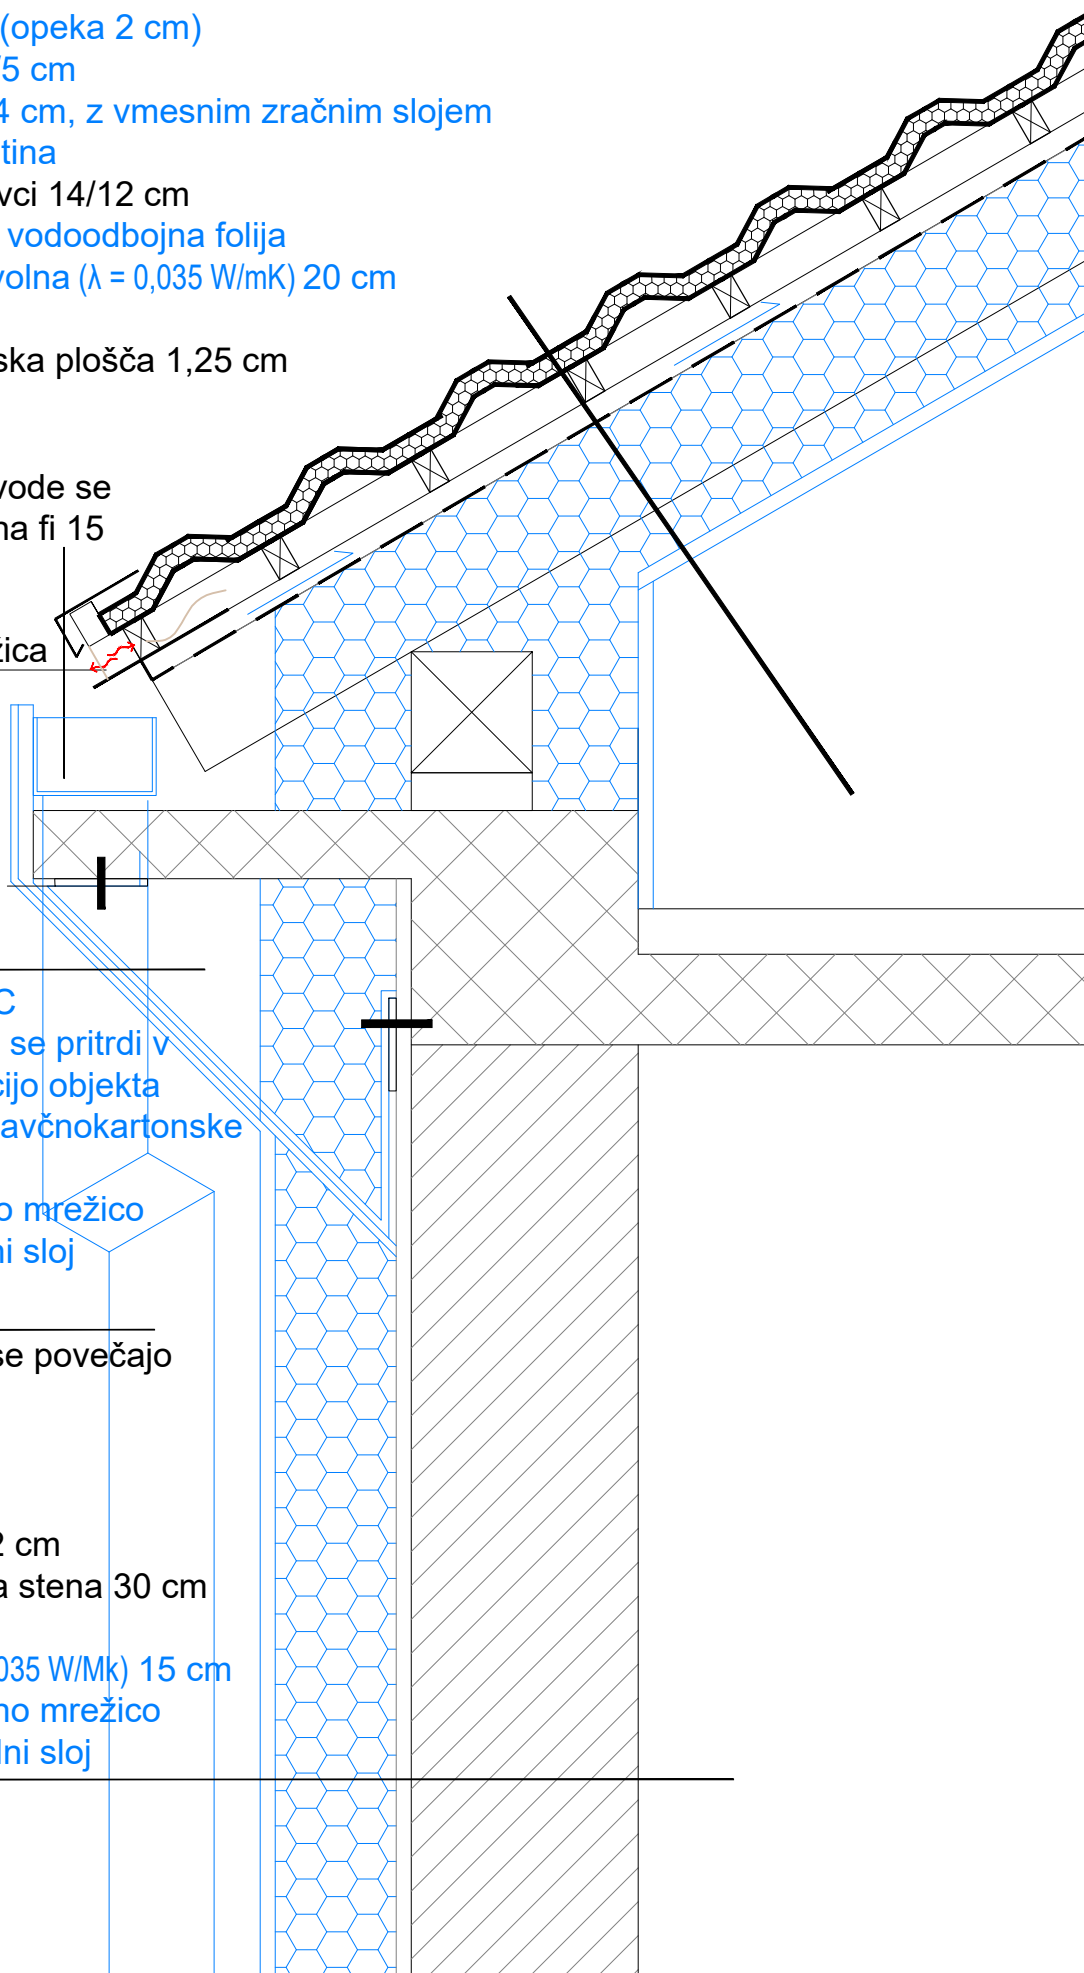 (opeka 2 cm)
/5 cm
4 cm, z vmesnim zračnim slojem
tina
vci 14/12 cm
vodoodbojna folija
volna (λ = 0,035 W/mK) 20 cm
ska plošča 1,25 cm
vode se
na fi 15
žica
C
se pritrdi v
cijo objekta
avčnokartonske
o mrežico
ni sloj
se povečajo
2 cm
a stena 30 cm
035 W/Mk) 15 cm
no mrežico
lni sloj